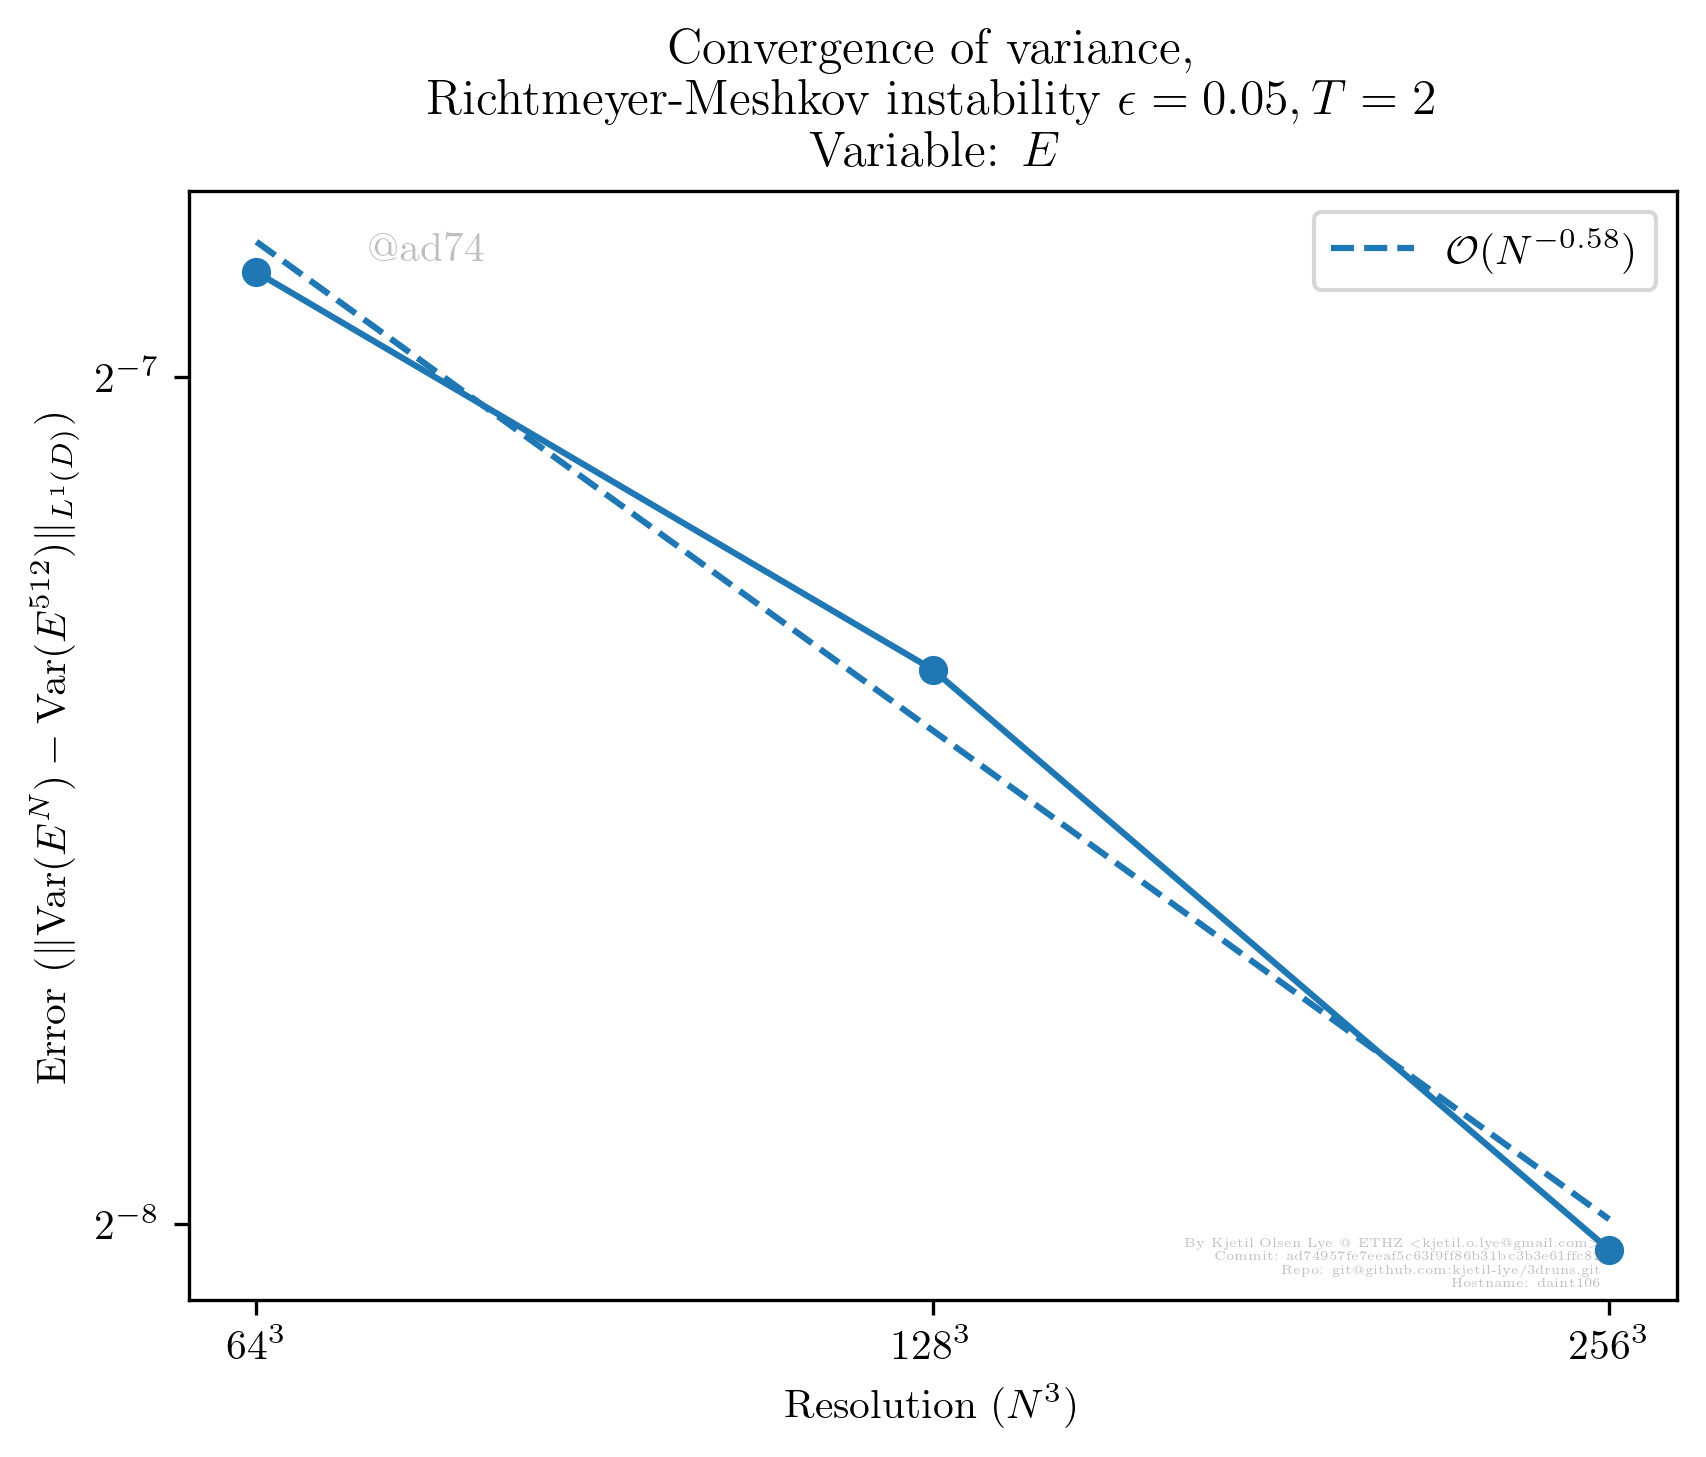 Convergence of variance,
Richtmeyer-Meshkov instability ϵ = 0.05, T = 2
Variable: E
@ad74
O(N^{-0.58})
2^{-7}
2^{-8}
Error (||Var(E^N) − Var(E^{512})||_{L^1(D)})
By Kjetil Olsen Lye @ ETHZ <kjetil.o.lye@gmail.com
Commit:
Repo: git@github.com:kjetil-lye/3druns.git
Hostname: daint106
64^3
128^3
256^3
Resolution (N^3)